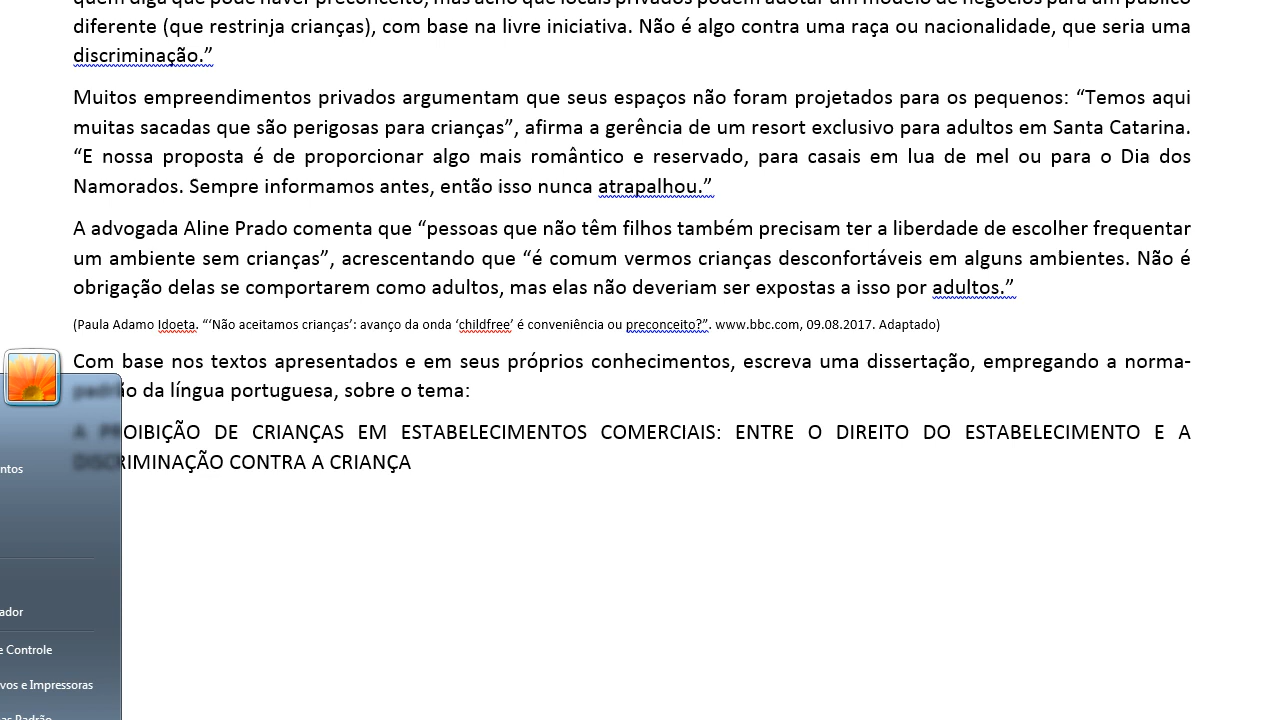 diferente (que restrinja crianças), com base na livre iniciativa. Não é algo contra uma raça ou nacionalidade, que seria uma
discriminação.”
Muitos empreendimentos privados argumentam que seus espaços não foram projetados para os pequenos: “Temos aqui
muitas sacadas que são perigosas para crianças”, afirma a gerência de um resort exclusivo para adultos em Santa Catarina.
“E nossa proposta é de proporcionar algo mais romântico e reservado, para casais em lua de mel ou para o Dia dos
Namorados. Sempre informamos antes, então isso nunca atrapalhou.”
A advogada Aline Prado comenta que “pessoas que não têm filhos também precisam ter a liberdade de escolher frequentar
um ambiente sem crianças”, acrescentando que “é comum vermos crianças desconfortáveis em alguns ambientes. Não é
obrigação delas se comportarem como adultos, mas elas não deveriam ser expostas a isso por adultos.”
(Paula Adamo Idoeta. “‘Não aceitamos crianças’: avanço da onda ‘childfree’ é conveniência ou preconceito?”. www.bbc.com, 09.08.2017. Adaptado)
Com base nos textos apresentados e em seus próprios conhecimentos, escreva uma dissertação, empregando a norma-
padrão da língua portuguesa, sobre o tema:
A PROIBIÇÃO DE CRIANÇAS EM ESTABELECIMENTOS COMERCIAIS: ENTRE O DIREITO DO ESTABELECIMENTO E A
DISCRIMINAÇÃO CONTRA A CRIANÇA
ntos
ador
e Controle
vos e Impressoras